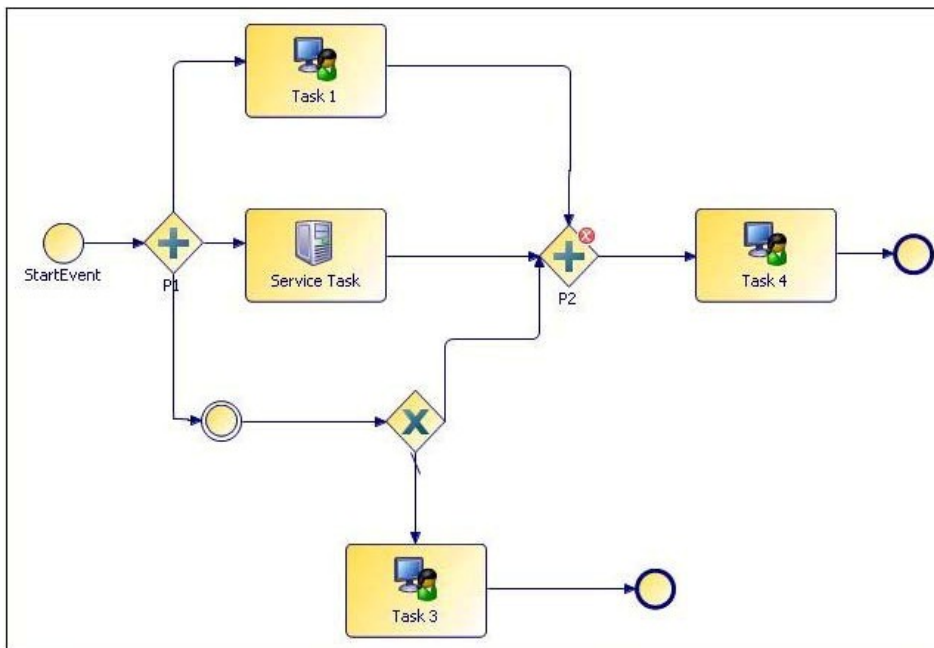 Task 1
StartEvent
P1
Service Task
P2
Task 4
Task 3